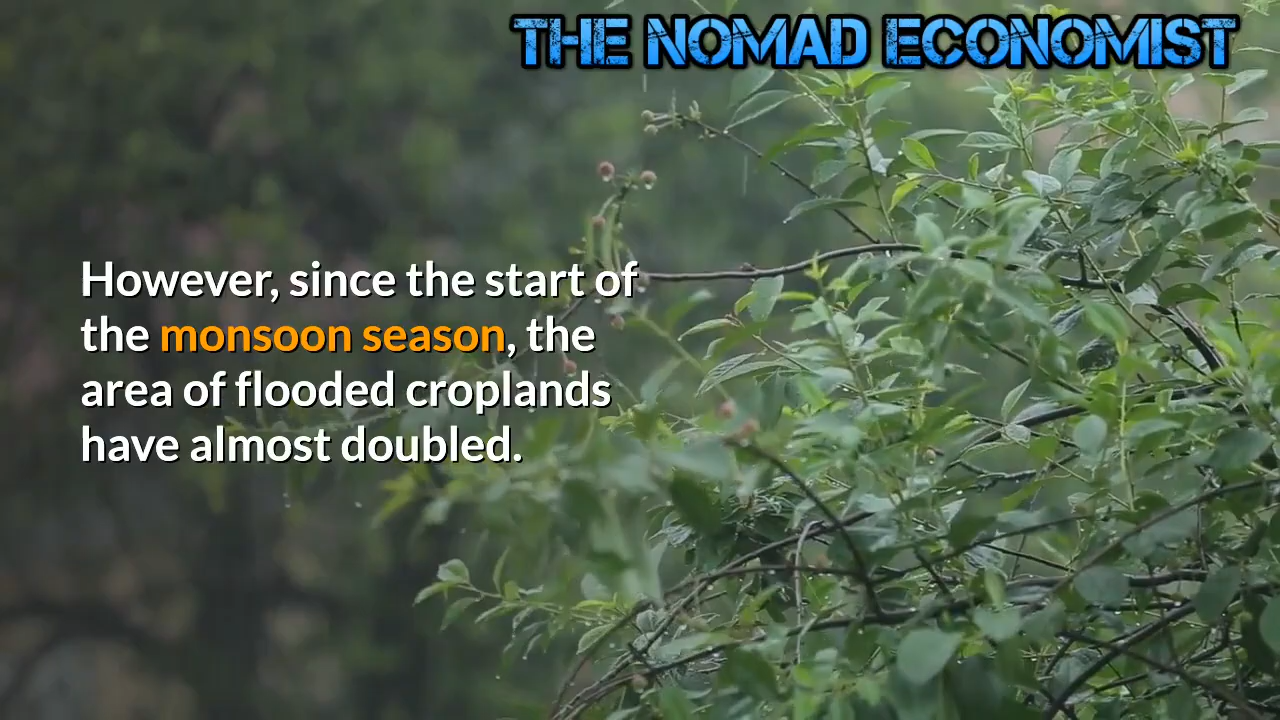 THE NOMAD ECONOMIST
However, since the start of
the monsoon season, the
area of flooded croplands
have almost doubled.